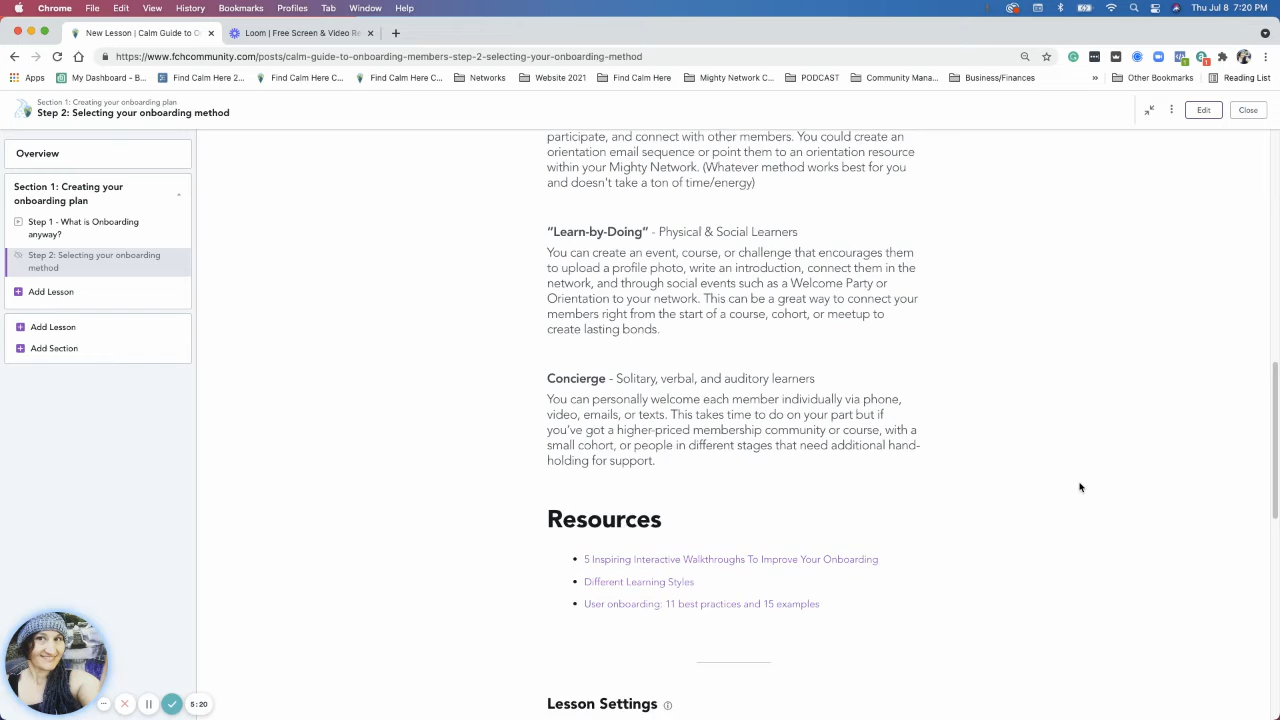 Chrome File Edit View History Bookmarks Profiles Tab Window Help Thu Jul 8 7:20 PM
New Lesson | Calm Guide to O Loom | Free Screen & Video Re
https://www.fchcommunity.com/posts/calm-guide-to-onboarding-members-step-2-selecting-your-onboarding-method
Apps My Dashboard - B... Find Calm Here 2... Find Calm Here C... Find Calm Here C... Networks Website 2021 Find Calm Here Mighty Network C... PODCAST Community Mana... Business/Finances » Other Bookmarks Reading List
Section 1: Creating your onboarding plan
Step 2: Selecting your onboarding method
Edit
Close
Overview
Section 1: Creating your
onboarding plan
Step 1 - What is Onboarding
anyway?
Step 2: Selecting your onboarding
method
Add Lesson
Add Lesson
Add Section
participate, and connect with other members. You could create an
orientation email sequence or point them to an orientation resource
within your Mighty Network. (Whatever method works best for you
and doesn't take a ton of time/energy)
“Learn-by-Doing” - Physical & Social Learners
You can create an event, course, or challenge that encourages them
to upload a profile photo, write an introduction, connect them in the
network, and through social events such as a Welcome Party or
Orientation to your network. This can be a great way to connect your
members right from the start of a course, cohort, or meetup to
create lasting bonds.
Concierge - Solitary, verbal, and auditory learners
You can personally welcome each member individually via phone,
video, emails, or texts. This takes time to do on your part but if
you’ve got a higher-priced membership community or course, with a
small cohort, or people in different stages that need additional hand-
holding for support.
Resources
5 Inspiring Interactive Walkthroughs To Improve Your Onboarding
Different Learning Styles
User onboarding: 11 best practices and 15 examples
Lesson Settings
5:20